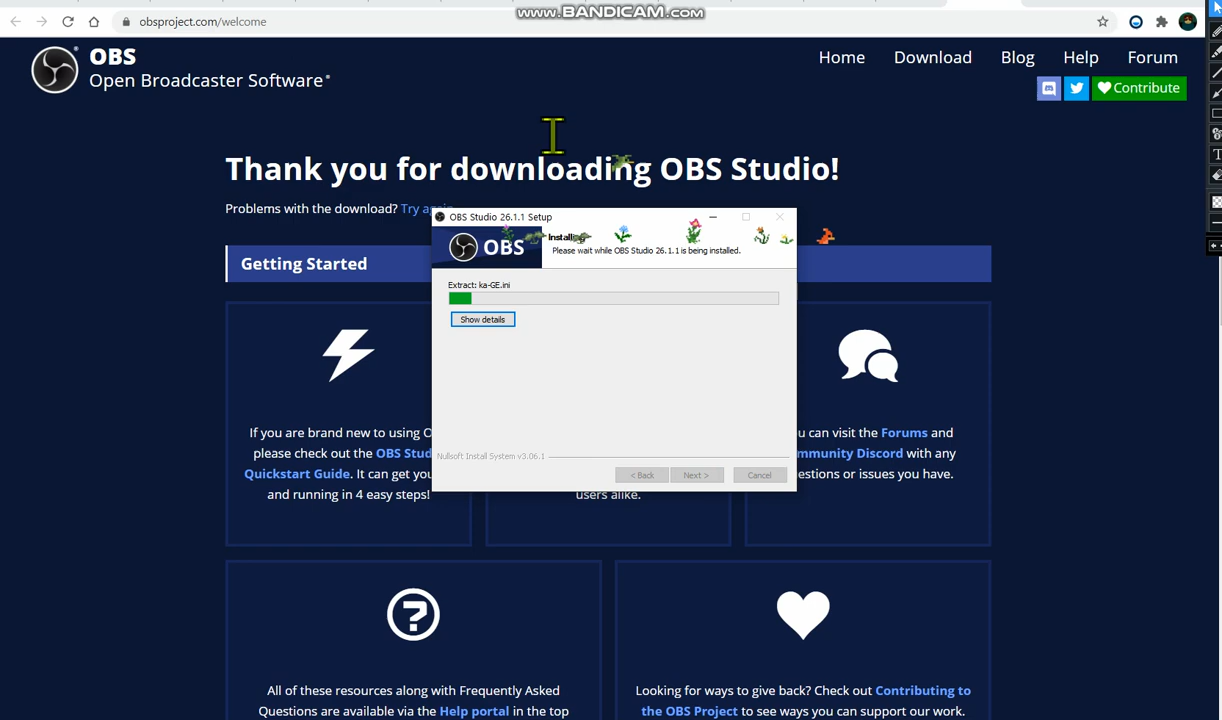 www.BANDICAM.com
obsproject.com/welcome
OBS
Open Broadcaster Software
Home Download Blog Help Forum
Contribute
Thank you for downloading OBS Studio!
Problems with the download? Try again
OBS Studio 26.1.1 Setup
OBS
Installing
Please wait while OBS Studio 26.1.1 is being installed.
Getting Started
Extract: ka-GE.ini
Show details
If you are brand new to using
please check out the OBS
Quickstart Guide. It can get
and running in 4 easy steps!
users alike.
can visit the Forums and
with any
or issues you have.
Nullsoft Install System v3.06.1
< Back Next > Cancel
All of these resources along with Frequently Asked
Questions are available via the Help portal in the top
Looking for ways to give back? Check out Contributing to
the OBS Project to see ways you can support our work.